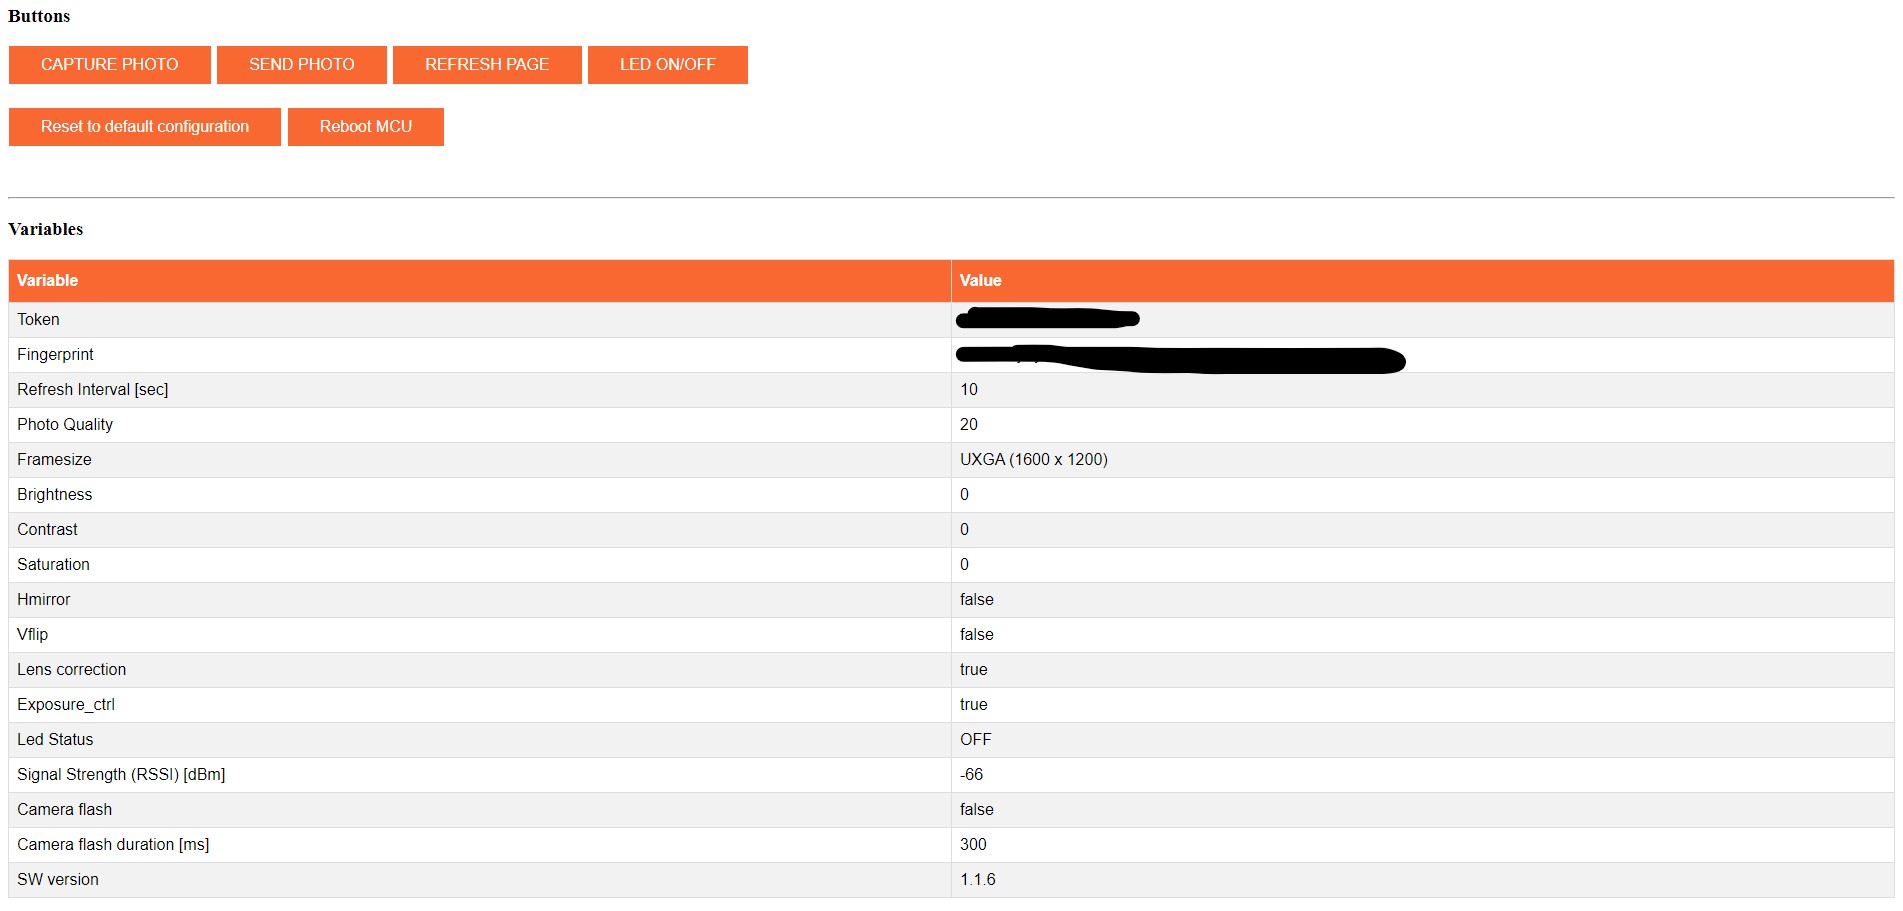 Buttons
CAPTURE PHOTO SEND PHOTO REFRESH PAGE LED ON/OFF
Reset to default configuration Reboot MCU
Variables
Variable Value
Token
Fingerprint
Refresh Interval [sec] 10
Photo Quality 20
Framesize UXGA (1600 x 1200)
Brightness 0
Contrast 0
Saturation 0
Hmirror false
Vflip false
Lens correction true
Exposure_ctrl true
Led Status OFF
Signal Strength (RSSI) [dBm] -66
Camera flash false
Camera flash duration [ms] 300
SW version 1.1.6